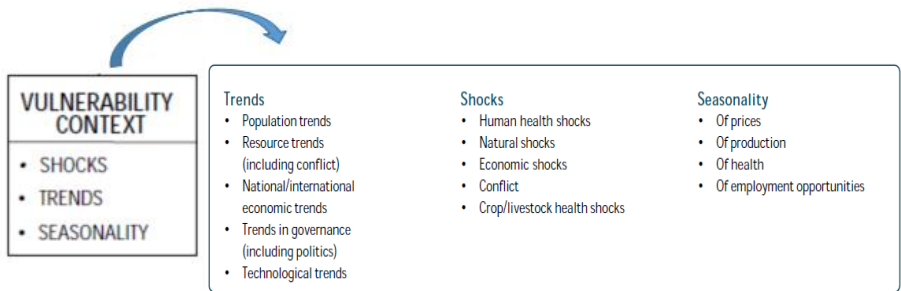 VULNERABILITY
CONTEXT
• SHOCKS
• TRENDS
• SEASONALITY
Trends
• Population trends
• Resource trends
(including conflict)
• National/international
economic trends
• Trends in governance
(including politics)
• Technological trends
Shocks
• Human health shocks
• Natural shocks
• Economic shocks
• Conflict
• Crop/livestock health shocks
Seasonality
• Of prices
• Of production
• Of health
• Of employment opportunities